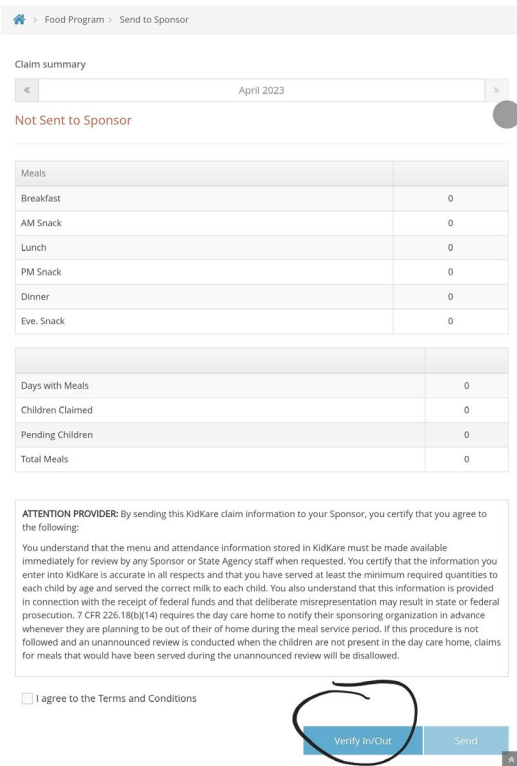 Food Program > Send to Sponsor
Claim summary
« April 2023 »
Not Sent to Sponsor
Meals
Breakfast 0
AM Snack 0
Lunch 0
PM Snack 0
Dinner 0
Eve. Snack 0
Days with Meals 0
Children Claimed 0
Pending Children 0
Total Meals 0
ATTENTION PROVIDER: By sending this KidKare claim information to your Sponsor, you certify that you agree to
the following:
You understand that the menu and attendance information stored in KidKare must be made available
immediately for review by any Sponsor or State Agency staff when requested. You certify that the information you
enter into KidKare is accurate in all respects and that you have served at least the minimum required quantities to
each child by age and served the correct milk to each child. You also understand that this information is provided
in connection with the receipt of federal funds and that deliberate misrepresentation may result in state or federal
prosecution. 7 CFR 226.18(b)(14) requires the day care home to notify their sponsoring organization in advance
whenever they are planning to be out of their of home during the meal service period. If this procedure is not
followed and an unannounced review is conducted when the children are not present in the day care home, claims
for meals that would have been served during the unannounced review will be disallowed.
I agree to the Terms and Conditions
Verify In/Out Send